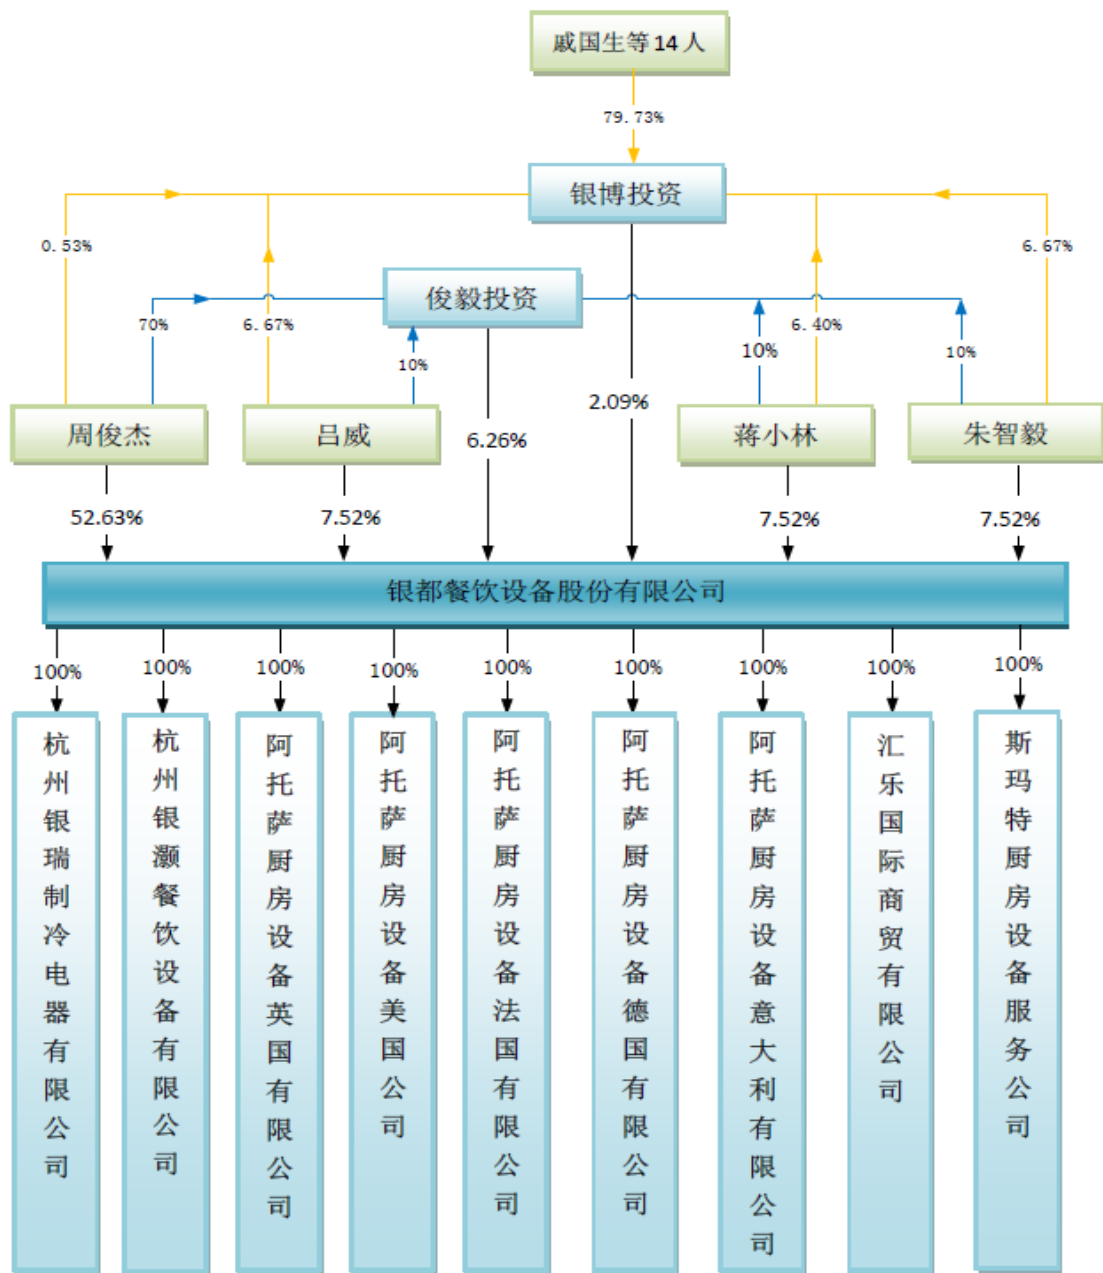 戚国生等14人
79.73%
银博投资
0.53%
6.67%
俊毅投资
70%
6.67%
10%
10%
6.40%
10%
2.09%
周俊杰
吕威
6.26%
蒋小林
朱智毅
52.63%
7.52%
7.52%
7.52%
银都餐饮设备股份有限公司
100%
100%
100%
100%
100%
100%
100%
100%
100%
杭州银瑞制冷电器有限公司
杭州银灏餐饮设备有限公司
阿托萨厨房设备英国有限公司
阿托萨厨房设备美国公司
阿托萨厨房设备法国有限公司
阿托萨厨房设备德国有限公司
阿托萨厨房设备意大利有限公司
汇乐国际商贸有限公司
斯玛特厨房设备服务公司